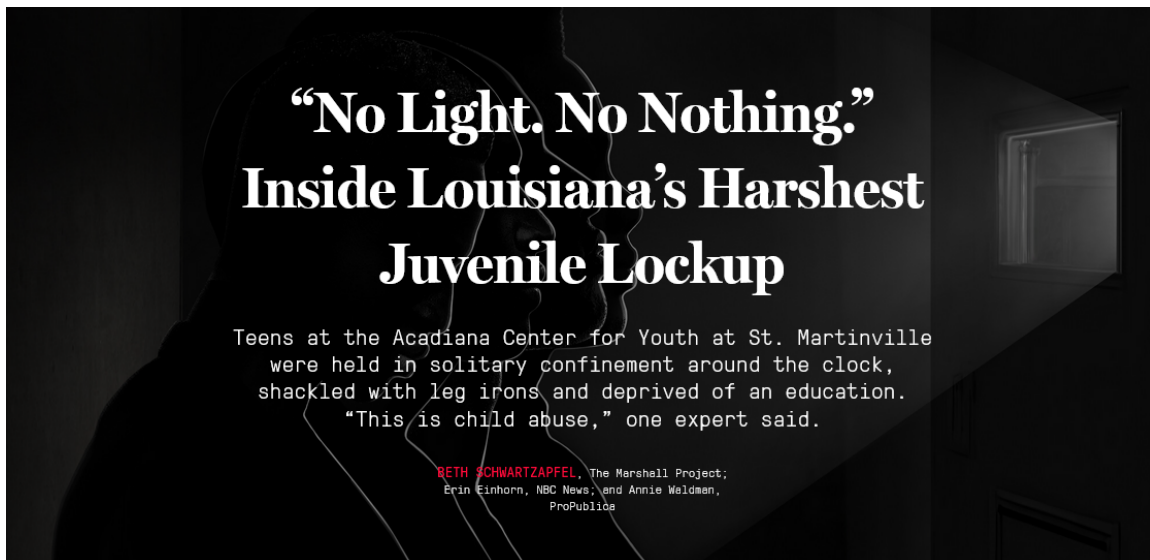 “No Light. No Nothing.”
Inside Louisiana’s Harshest
Juvenile Lockup
Teens at the Acadiana Center for Youth at St. Martinville
were held in solitary confinement around the clock,
shackled with leg irons and deprived of an education.
“This is child abuse,” one expert said.
BETH SCHWARTZAPFEL, The Marshall Project;
Erin Einhorn, NBC News; and Annie Waldman,
ProPublica